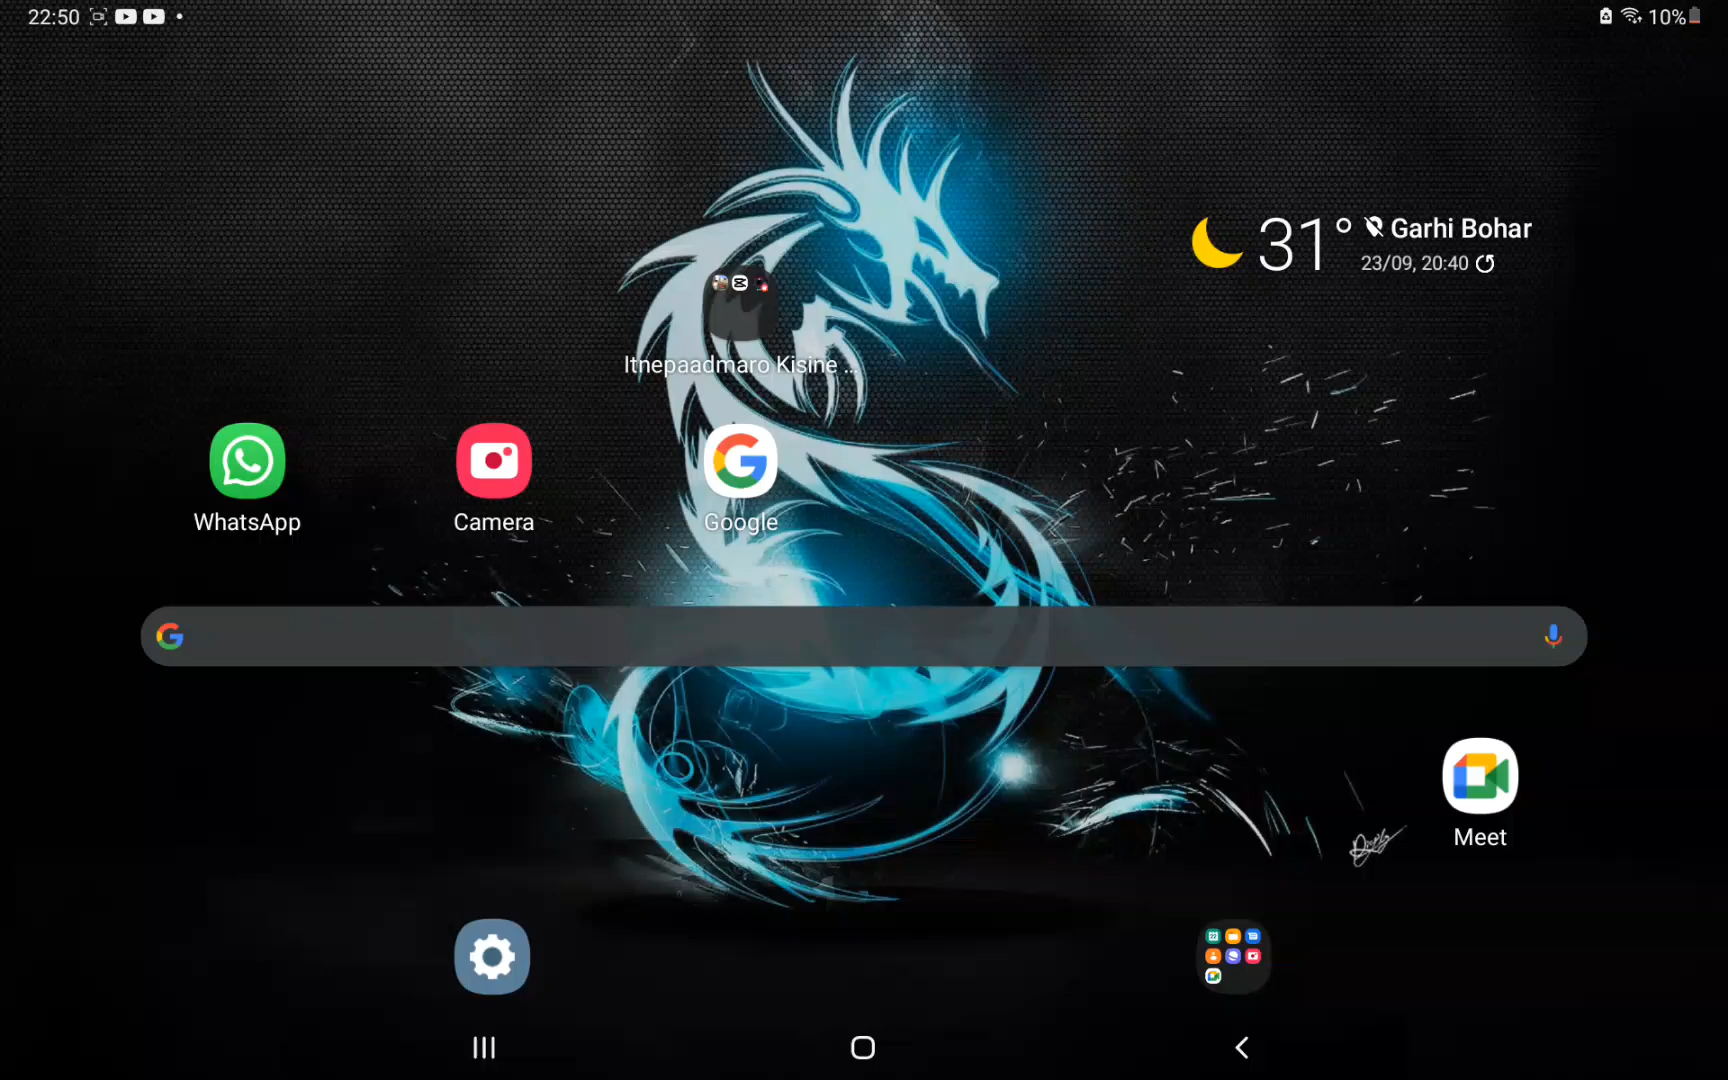 22:50
10%
31° Garhi Bohar
23/09, 20:40
Itnepaadmaro Kisine ...
WhatsApp
Camera
Google
Meet